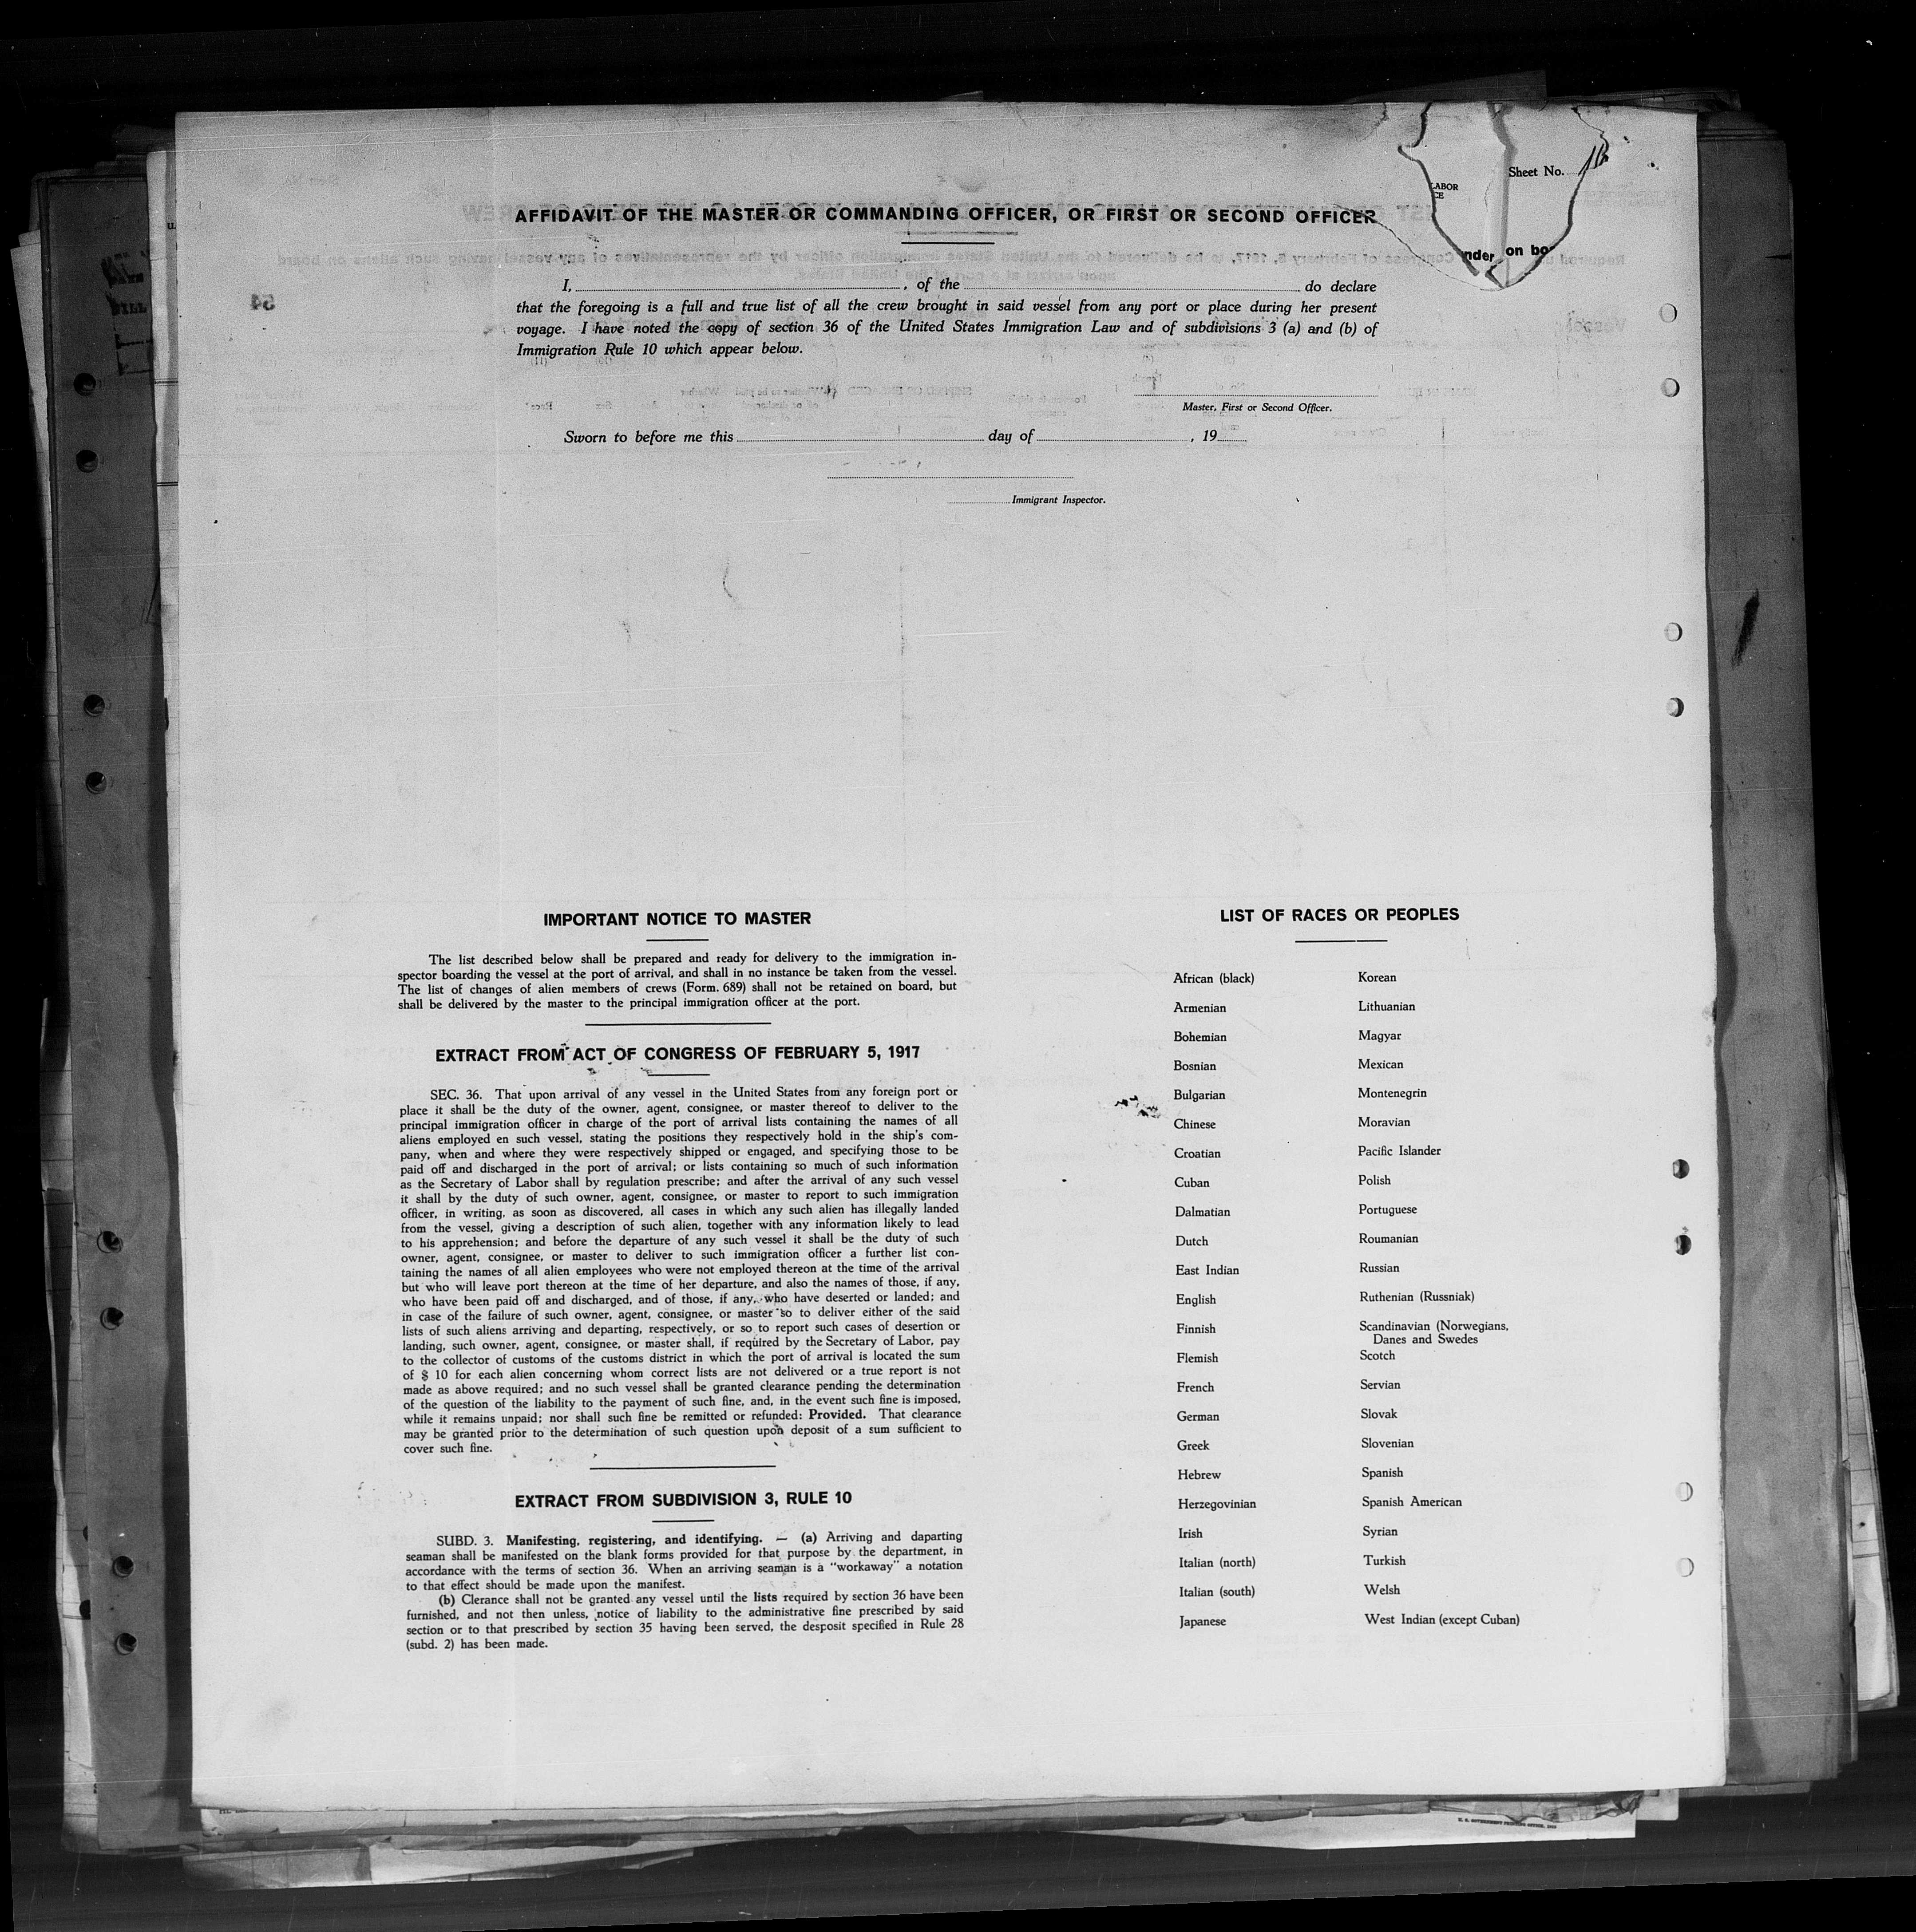 Sheet No.
LABOR
CE
AFFIDAVIT OF THE MASTER OR COMMANDING OFFICER, OR FIRST OR SECOND OFFICER
nder on bo
I, , of the do declare
that the foregoing is a full and true list of all the crew brought in said vessel from any port or place during her present
voyage. I have noted the copy of section 36 of the United States Immigration Law and of subdivisions 3 (a) and (b) of
Immigration Rule 10 which appear below.
Master, First or Second Officer.
Sworn to before me this day of , 19
Immigrant Inspector.
IMPORTANT NOTICE TO MASTER
The list described below shall be prepared and ready for delivery to the immigration in-
spector boarding the vessel at the port of arrival, and shall in no instance be taken from the vessel.
The list of changes of alien members of crews (Form. 689) shall not be retained on board, but
shall be delivered by the master to the principal immigration officer at the port.
EXTRACT FROM ACT OF CONGRESS OF FEBRUARY 5, 1917
SEC. 36. That upon arrival of any vessel in the United States from any foreign port or
place it shall be the duty of the owner, agent, consignee, or master thereof to deliver to the
principal immigration officer in charge of the port of arrival lists containing the names of all
aliens employed en such vessel, stating the positions they respectively hold in the ship's com-
pany, when and where they were respectively shipped or engaged, and specifying those to be
paid off and discharged in the port of arrival; or lists containing so much of such information
as the Secretary of Labor shall by regulation prescribe; and after the arrival of any such vessel
it shall by the duty of such owner, agent, consignee, or master to report to such immigration
officer, in writing, as soon as discovered, all cases in which any such alien has illegally landed
from the vessel, giving a description of such alien, together with any information likely to lead
to his apprehension; and before the departure of any such vessel it shall be the duty of such
owner, agent, consignee, or master to deliver to such immigration officer a further list con-
taining the names of all alien employees who were not employed thereon at the time of the arrival
but who will leave port thereon at the time of her departure, and also the names of those, if any,
who have been paid off and discharged, and of those, if any, who have deserted or landed; and
in case of the failure of such owner, agent, consignee, or master so to deliver either of the said
lists of such aliens arriving and departing, respectively, or so to report such cases of desertion or
landing, such owner, agent, consignee, or master shall, if required by the Secretary of Labor, pay
to the collector of customs of the customs district in which the port of arrival is located the sum
of $ 10 for each alien concerning whom correct lists are not delivered or a true report is not
made as above required; and no such vessel shall be granted clearance pending the determination
of the question of the liability to the payment of such fine, and, in the event such fine is imposed,
while it remains unpaid; nor shall such fine be remitted or refunded: Provided. That clearance
may be granted prior to the determination of such question upon deposit of a sum sufficient to
cover such fine.
EXTRACT FROM SUBDIVISION 3, RULE 10
SUBD. 3. Manifesting, registering, and identifying. — (a) Arriving and daparting
seaman shall be manifested on the blank forms provided for that purpose by the department, in
accordance with the terms of section 36. When an arriving seaman is a "workaway" a notation
to that effect should be made upon the manifest.
(b) Clerance shall not be granted any vessel until the lists required by section 36 have been
furnished, and not then unless, notice of liability to the administrative fine prescribed by said
section or to that prescribed by section 35 having been served, the desposit specified in Rule 28
(subd. 2) has been made.
LIST OF RACES OR PEOPLES
African (black)
Armenian
Bohemian
Bosnian
Bulgarian
Chinese
Croatian
Cuban
Dalmatian
Dutch
East Indian
English
Finnish
Flemish
French
German
Greek
Hebrew
Herzegovinian
Irish
Italian (north)
Italian (south)
Japanese
Korean
Lithuanian
Magyar
Mexican
Montenegrin
Moravian
Pacific Islander
Polish
Portuguese
Roumanian
Russian
Ruthenian (Russniak)
Scandinavian (Norwegians,
Danes and Swedes
Scotch
Servian
Slovak
Slovenian
Spanish
Spanish American
Syrian
Turkish
Welsh
West Indian (except Cuban)